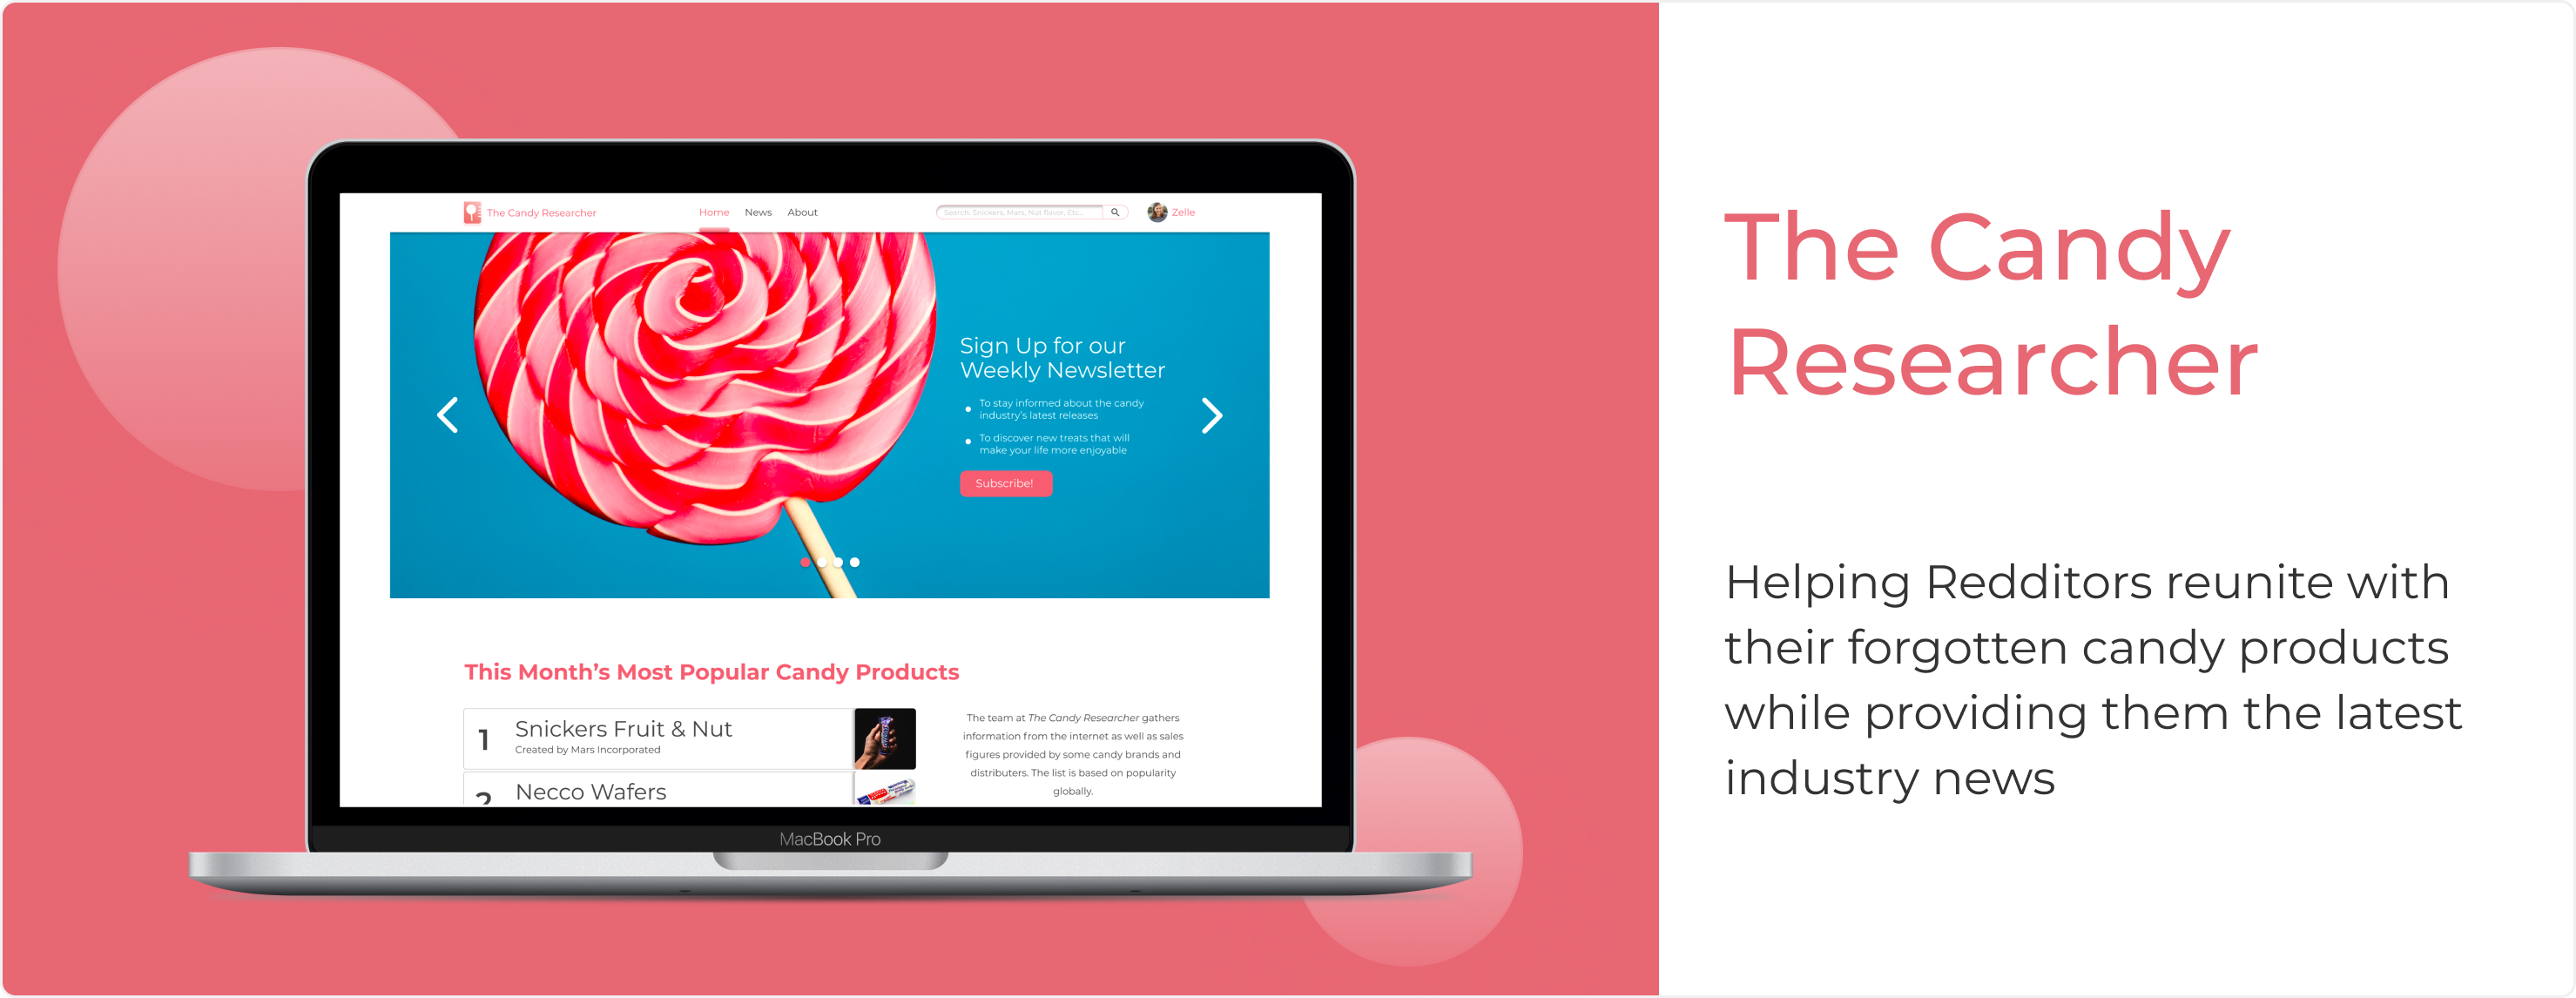 The Candy Researcher
Home News About
Search: Snickers, Mars, Nut flavor, Etc...
Zelle
Sign Up for our
Weekly Newsletter
To stay informed about the candy
industry's latest releases
To discover new treats that will
make your life more enjoyable
Subscribe!
This Month's Most Popular Candy Products
1
Snickers Fruit & Nut
Created by Mars Incorporated
2
Necco Wafers
The team at The Candy Researcher gathers
information from the internet as well as sales
figures provided by some candy brands and
distributers. The list is based on popularity
globally.
MacBook Pro
The Candy
Researcher
Helping Redditors reunite with
their forgotten candy products
while providing them the latest
industry news